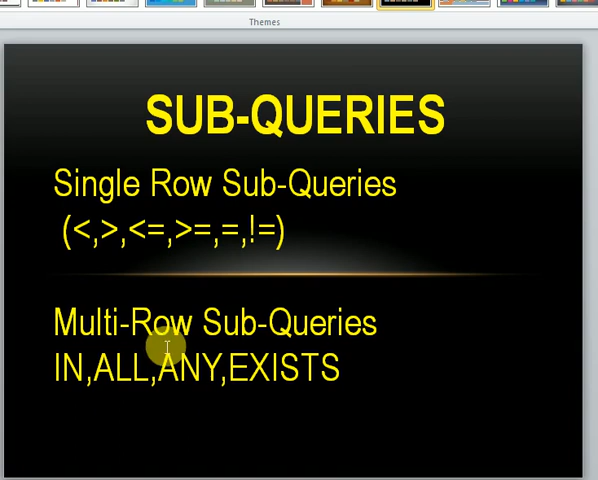 Themes
SUB-QUERIES
Single Row Sub-Queries
(<,>,<=,>=,=,!=)
Multi-Row Sub-Queries
IN,ALL,ANY,EXISTS